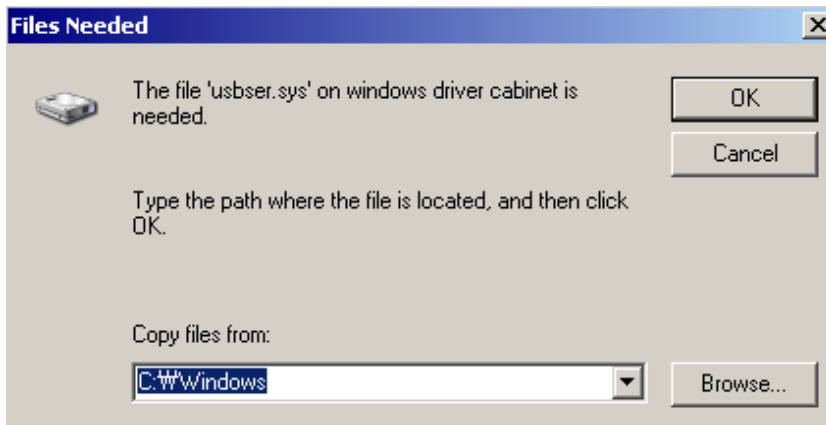 Files Needed
The file 'usbser.sys' on windows driver cabinet is
needed.
OK
Cancel
Type the path where the file is located, and then click
OK.
Copy files from:
C:₩Windows
Browse...